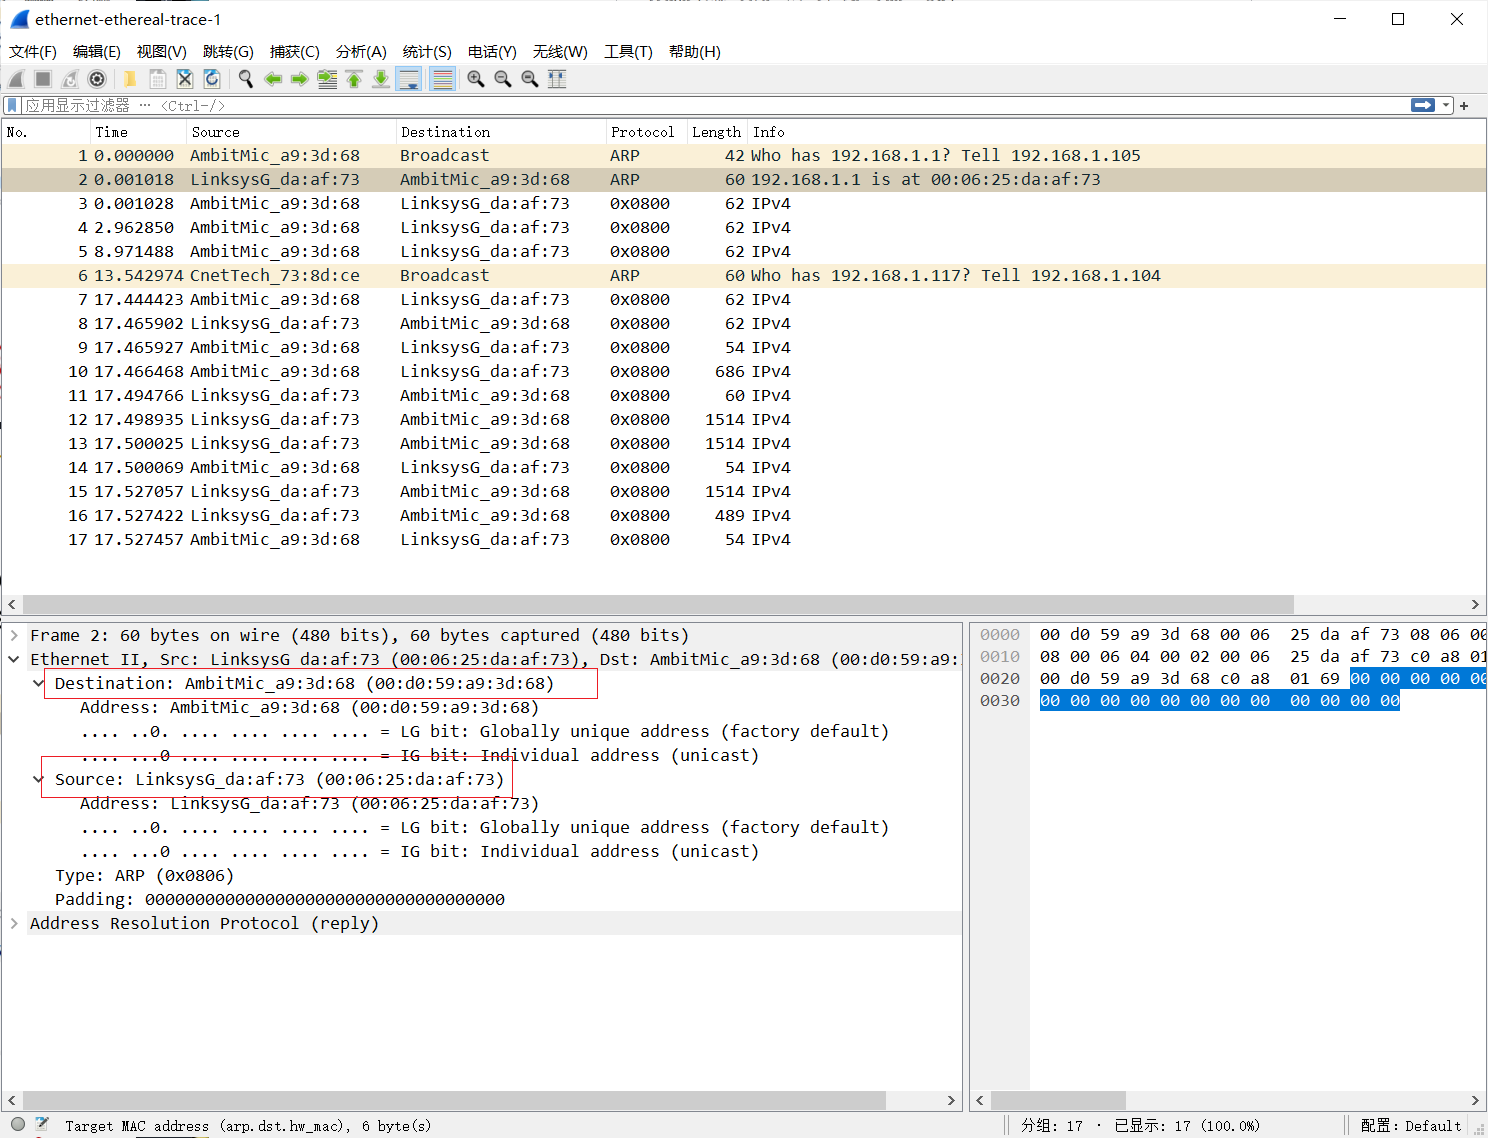 ethernet-ethereal-trace-1
文件(F) 编辑(E) 视图(V) 跳转(G) 捕获(C) 分析(A) 统计(S) 电话(Y) 无线(W) 工具(T) 帮助(H)
应用显示过滤器 … <Ctrl-/>
No. Time Source Destination Protocol Length Info
1 0.000000 AmbitMic_a9:3d:68 Broadcast ARP 42 Who has 192.168.1.1? Tell 192.168.1.105
2 0.001018 LinksysG_da:af:73 AmbitMic_a9:3d:68 ARP 60 192.168.1.1 is at 00:06:25:da:af:73
3 0.001028 AmbitMic_a9:3d:68 LinksysG_da:af:73 0x0800 62 IPv4
4 2.962850 AmbitMic_a9:3d:68 LinksysG_da:af:73 0x0800 62 IPv4
5 8.971488 AmbitMic_a9:3d:68 LinksysG_da:af:73 0x0800 62 IPv4
6 13.542974 CnetTech_73:8d:ce Broadcast ARP 60 Who has 192.168.1.117? Tell 192.168.1.104
7 17.444423 AmbitMic_a9:3d:68 LinksysG_da:af:73 0x0800 62 IPv4
8 17.465902 LinksysG_da:af:73 AmbitMic_a9:3d:68 0x0800 62 IPv4
9 17.465927 AmbitMic_a9:3d:68 LinksysG_da:af:73 0x0800 54 IPv4
10 17.466468 AmbitMic_a9:3d:68 LinksysG_da:af:73 0x0800 686 IPv4
11 17.494766 LinksysG_da:af:73 AmbitMic_a9:3d:68 0x0800 60 IPv4
12 17.498935 LinksysG_da:af:73 AmbitMic_a9:3d:68 0x0800 1514 IPv4
13 17.500025 LinksysG_da:af:73 AmbitMic_a9:3d:68 0x0800 1514 IPv4
14 17.500069 AmbitMic_a9:3d:68 LinksysG_da:af:73 0x0800 54 IPv4
15 17.527057 LinksysG_da:af:73 AmbitMic_a9:3d:68 0x0800 1514 IPv4
16 17.527422 LinksysG_da:af:73 AmbitMic_a9:3d:68 0x0800 489 IPv4
17 17.527457 AmbitMic_a9:3d:68 LinksysG_da:af:73 0x0800 54 IPv4
Frame 2: 60 bytes on wire (480 bits), 60 bytes captured (480 bits)
Ethernet II, Src: LinksysG_da:af:73 (00:06:25:da:af:73), Dst: AmbitMic_a9:3d:68 (00:d0:59:a9:
Destination: AmbitMic_a9:3d:68 (00:d0:59:a9:3d:68)
Address: AmbitMic_a9:3d:68 (00:d0:59:a9:3d:68)
.... ..0. .... .... .... .... = LG bit: Globally unique address (factory default)
.... ...0 .... .... .... .... = IG bit: Individual address (unicast)
Source: LinksysG_da:af:73 (00:06:25:da:af:73)
Address: LinksysG_da:af:73 (00:06:25:da:af:73)
.... ..0. .... .... .... .... = LG bit: Globally unique address (factory default)
.... ...0 .... .... .... .... = IG bit: Individual address (unicast)
Type: ARP (0x0806)
Padding: 000000000000000000000000000000000000
Address Resolution Protocol (reply)
0000 00 d0 59 a9 3d 68 00 06 25 da af 73 08 06 00
0010 08 00 06 04 00 02 00 06 25 da af 73 c0 a8 01
0020 00 d0 59 a9 3d 68 c0 a8 01 69 00 00 00 00 00
0030 00 00 00 00 00 00 00 00 00 00 00 00
Target MAC address (arp.dst.hw_mac), 6 byte(s) 分组: 17 · 已显示: 17 (100.0%) 配置: Default